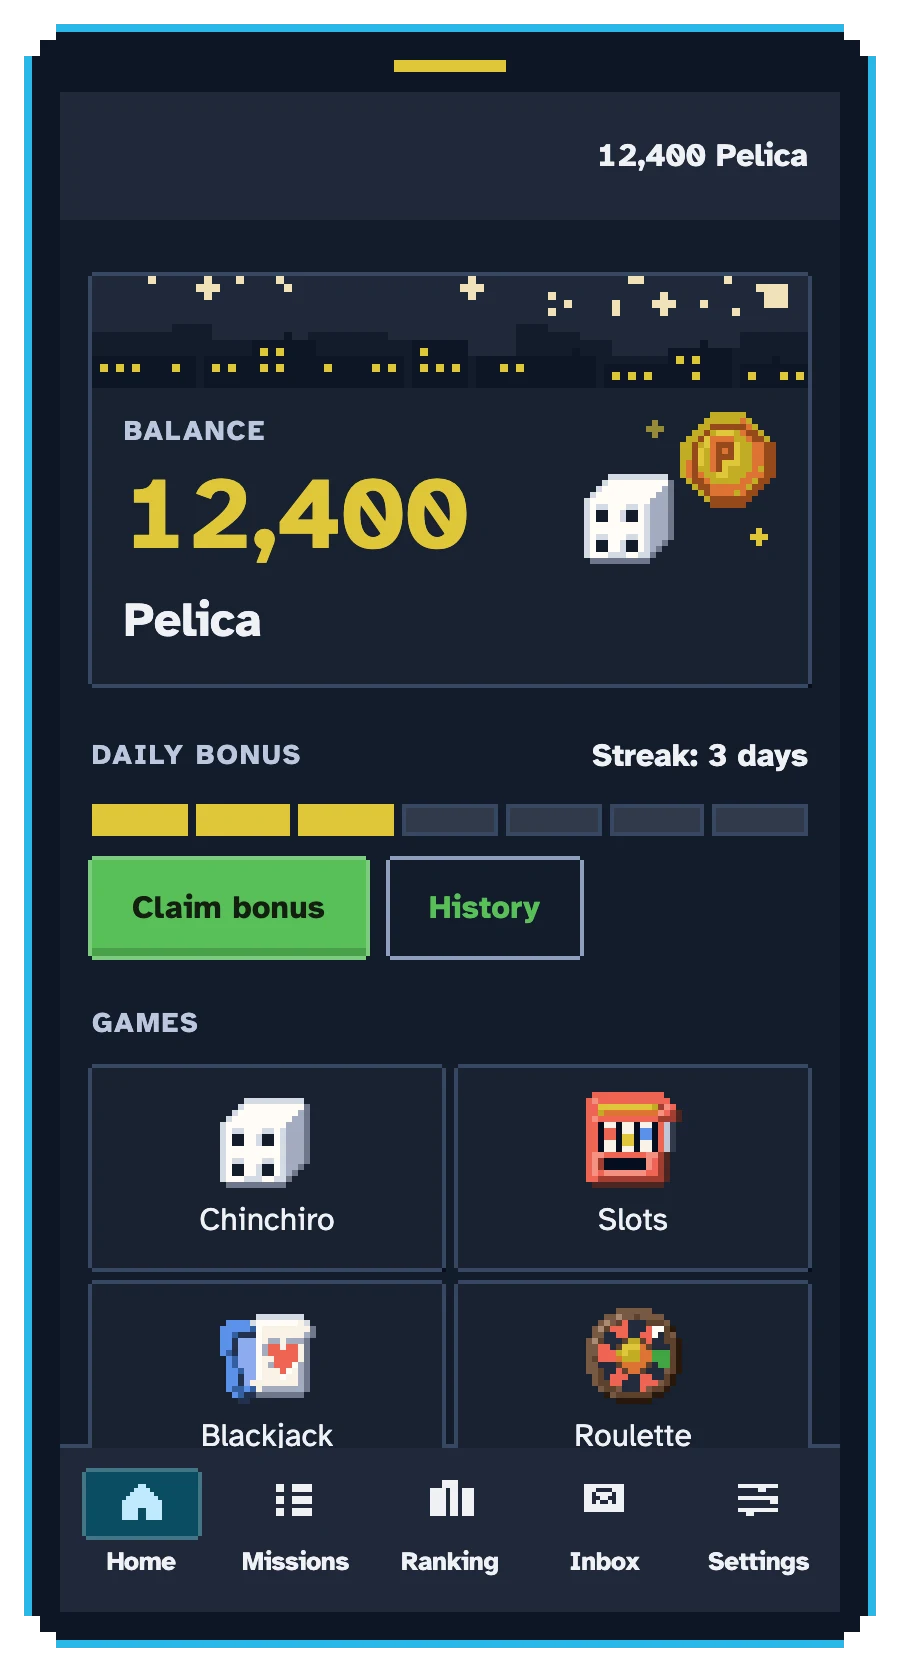 12,400 Pelica
BALANCE
12,400
P
Pelica
DAILY BONUS
Streak: 3 days
Claim bonus
History
GAMES
Chinchiro
Slots
Blackjack
Roulette
Home
Missions
Ranking
Inbox
Settings